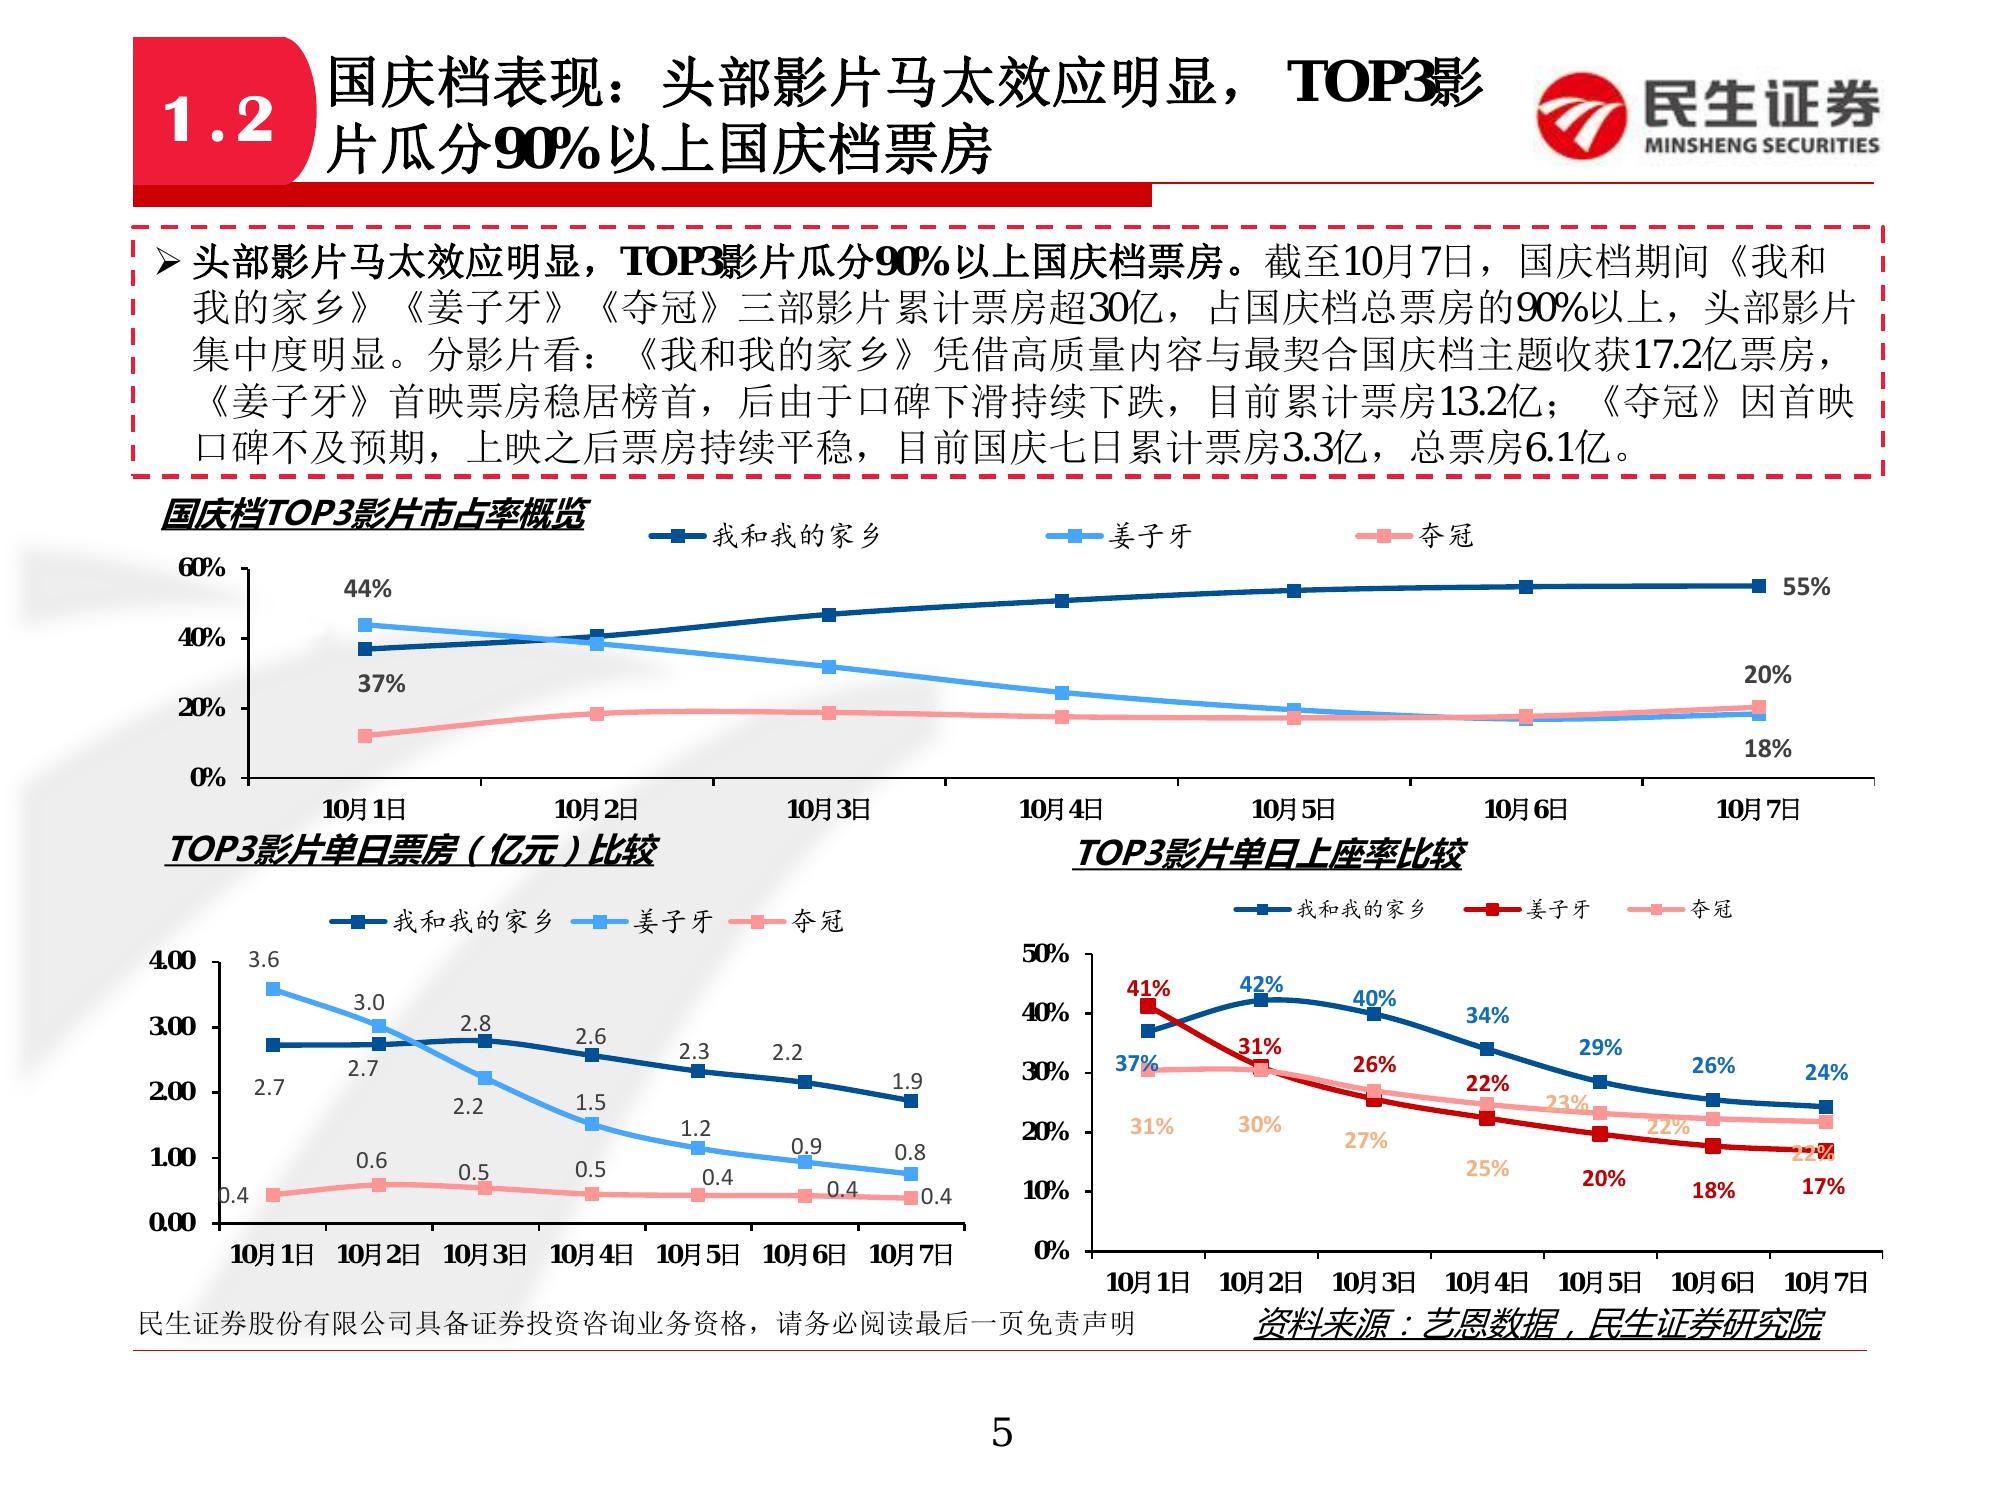 1.2
国庆档表现：头部影片马太效应明显，TOP3影
片瓜分90%以上国庆档票房
民生证券
MINSHENG SECURITIES
➢ 头部影片马太效应明显，TOP3影片瓜分90%以上国庆档票房。截至10月7日，国庆档期间《我和
我的家乡》《姜子牙》《夺冠》三部影片累计票房超30亿，占国庆档总票房的90%以上，头部影片
集中度明显。分影片看：《我和我的家乡》凭借高质量内容与最契合国庆档主题收获17.2亿票房，
《姜子牙》首映票房稳居榜首，后由于口碑下滑持续下跌，目前累计票房13.2亿；《夺冠》因首映
口碑不及预期，上映之后票房持续平稳，目前国庆七日累计票房3.3亿，总票房6.1亿。
国庆档TOP3影片市占率概览
我和我的家乡 姜子牙 夺冠
60%
40%
20%
0%
44%
37%
55%
20%
18%
10月1日 10月2日 10月3日 10月4日 10月5日 10月6日 10月7日
TOP3影片单日票房（亿元）比较
我和我的家乡 姜子牙 夺冠
4.00
3.00
2.00
1.00
0.00
3.6 3.0 2.2 1.5 1.2 0.9 0.8
2.7 2.7 2.8 2.6 2.3 2.2 1.9
0.4 0.6 0.5 0.5 0.4 0.4 0.4
10月1日 10月2日 10月3日 10月4日 10月5日 10月6日 10月7日
TOP3影片单日上座率比较
我和我的家乡 姜子牙 夺冠
50%
40%
30%
20%
10%
0%
37% 42% 40% 34% 29% 26% 24%
41% 31% 26% 22% 20% 18% 17%
31% 30% 27% 25% 23% 22% 22%
10月1日 10月2日 10月3日 10月4日 10月5日 10月6日 10月7日
民生证券股份有限公司具备证券投资咨询业务资格，请务必阅读最后一页免责声明
资料来源：艺恩数据，民生证券研究院
5